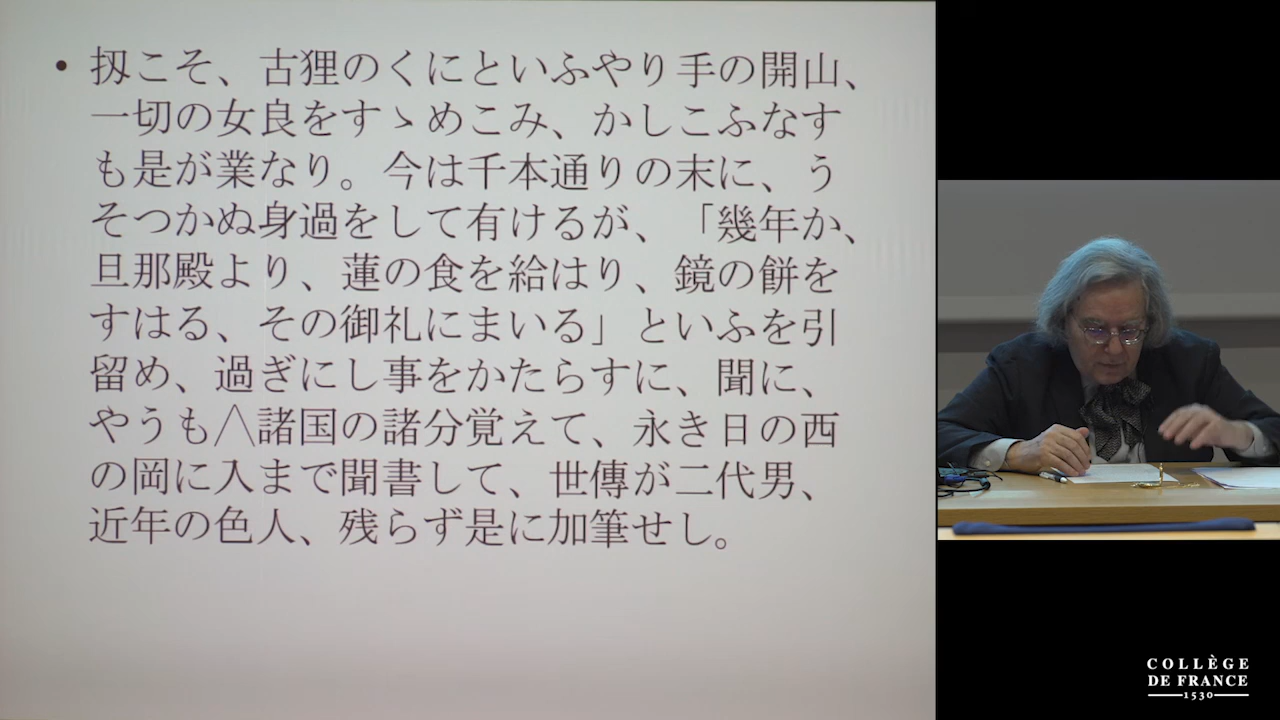 • 扨こそ、古狸のくにといふやり手の開山、
一切の女良をすゝめこみ、かしこふなす
も是が業なり。今は千本通りの末に、う
そつかぬ身過をして有けるが、「幾年か、
旦那殿より、蓮の食を給はり、鏡の餅を
すはる、その御礼にまいる」といふを引
留め、過ぎにし事をかたらすに、聞に、
やうも╱╲諸国の諸分覚えて、永き日の西
の岡に入まで聞書して、世傳が二代男、
近年の色人、残らず是に加筆せし。
COLLÈGE
DE FRANCE
1530